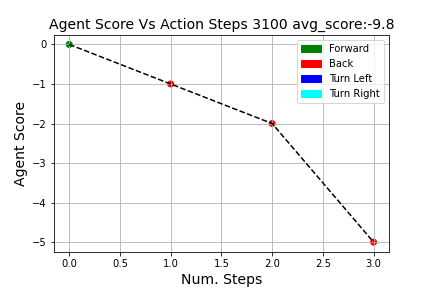 Agent Score Vs Action Steps 3100 avg_score:-9.8
Agent Score
0
−1
−2
−3
−4
−5
Forward
Back
Turn Left
Turn Right
0.0 0.5 1.0 1.5 2.0 2.5 3.0
Num. Steps